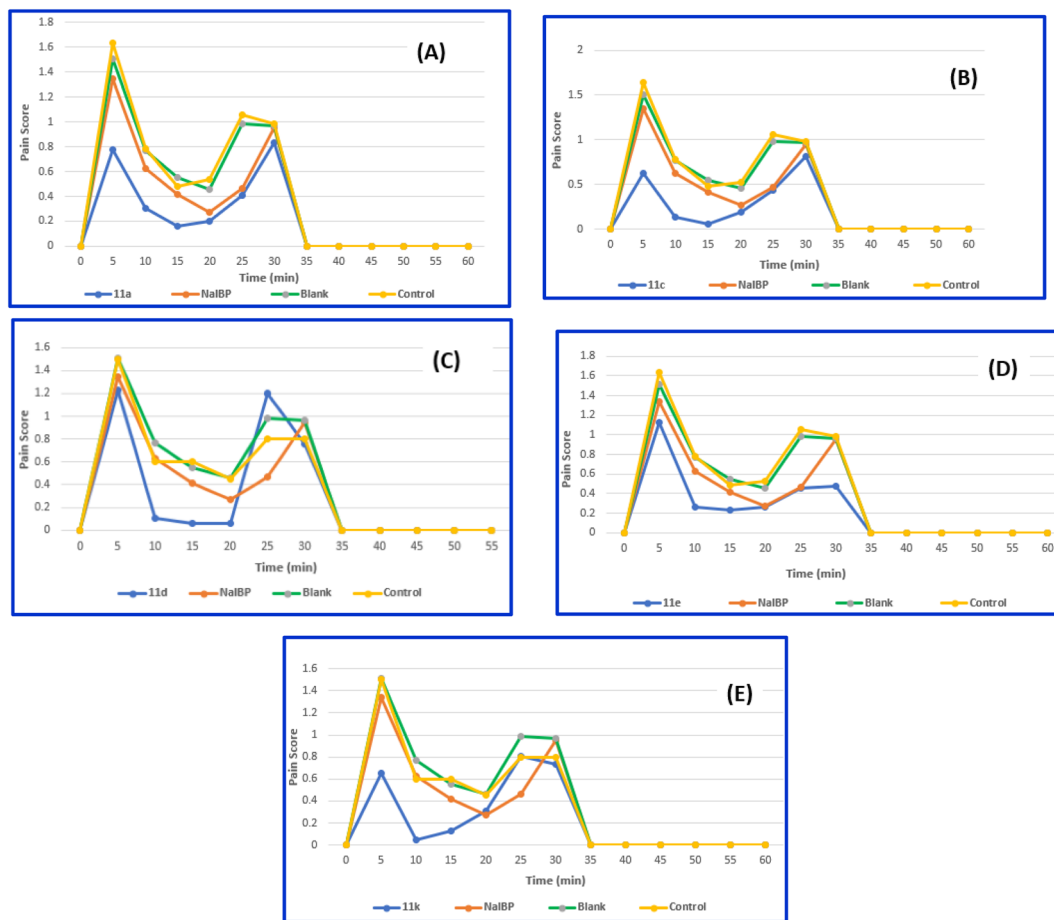 (A)
Pain Score
1.8
1.6
1.4
1.2
1
0.8
0.6
0.4
0.2
0
0 5 10 15 20 25 30 35 40 45 50 55 60
Time (min)
11a NaIBP Blank Control
(B)
Pain Score
2
1.5
1
0.5
0
0 5 10 15 20 25 30 35 40 45 50 55 60
Time (min)
11c NaIBP Blank Control
(C)
Pain Score
1.6
1.4
1.2
1
0.8
0.6
0.4
0.2
0
0 5 10 15 20 25 30 35 40 45 50 55
Time (min)
11d NaIBP Blank Control
(D)
Pain Score
1.8
1.6
1.4
1.2
1
0.8
0.6
0.4
0.2
0
0 5 10 15 20 25 30 35 40 45 50 55 60
Time (min)
11e NaIBP Blank Control
(E)
Pain Score
1.6
1.4
1.2
1
0.8
0.6
0.4
0.2
0
0 5 10 15 20 25 30 35 40 45 50 55 60
Time (min)
11k NaIBP Blank Control